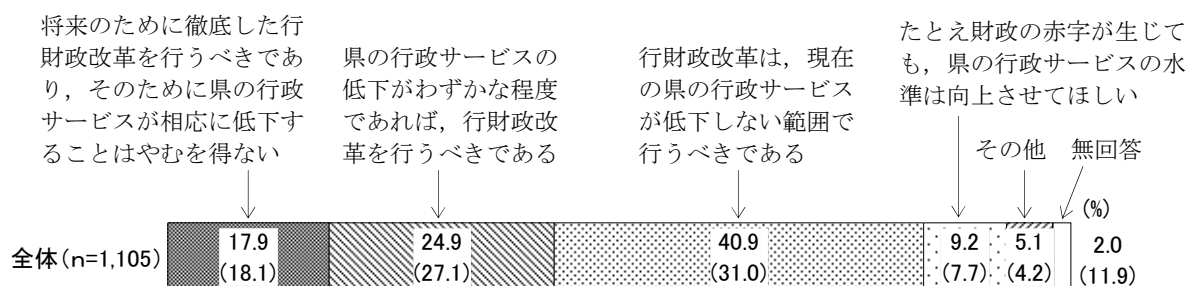 将来のために徹底した行
財政改革を行うべきであ
り，そのために県の行政
サービスが相応に低下す
ることはやむを得ない
県の行政サービスの
低下がわずかな程度
であれば，行財政改
革を行うべきである
行財政改革は，現在
の県の行政サービス
が低下しない範囲で
行うべきである
たとえ財政の赤字が生じて
も，県の行政サービスの水
準は向上させてほしい
その他
無回答
(%)
全体(n=1,105)
17.9
(18.1)
24.9
(27.1)
40.9
(31.0)
9.2
(7.7)
5.1
(4.2)
2.0
(11.9)